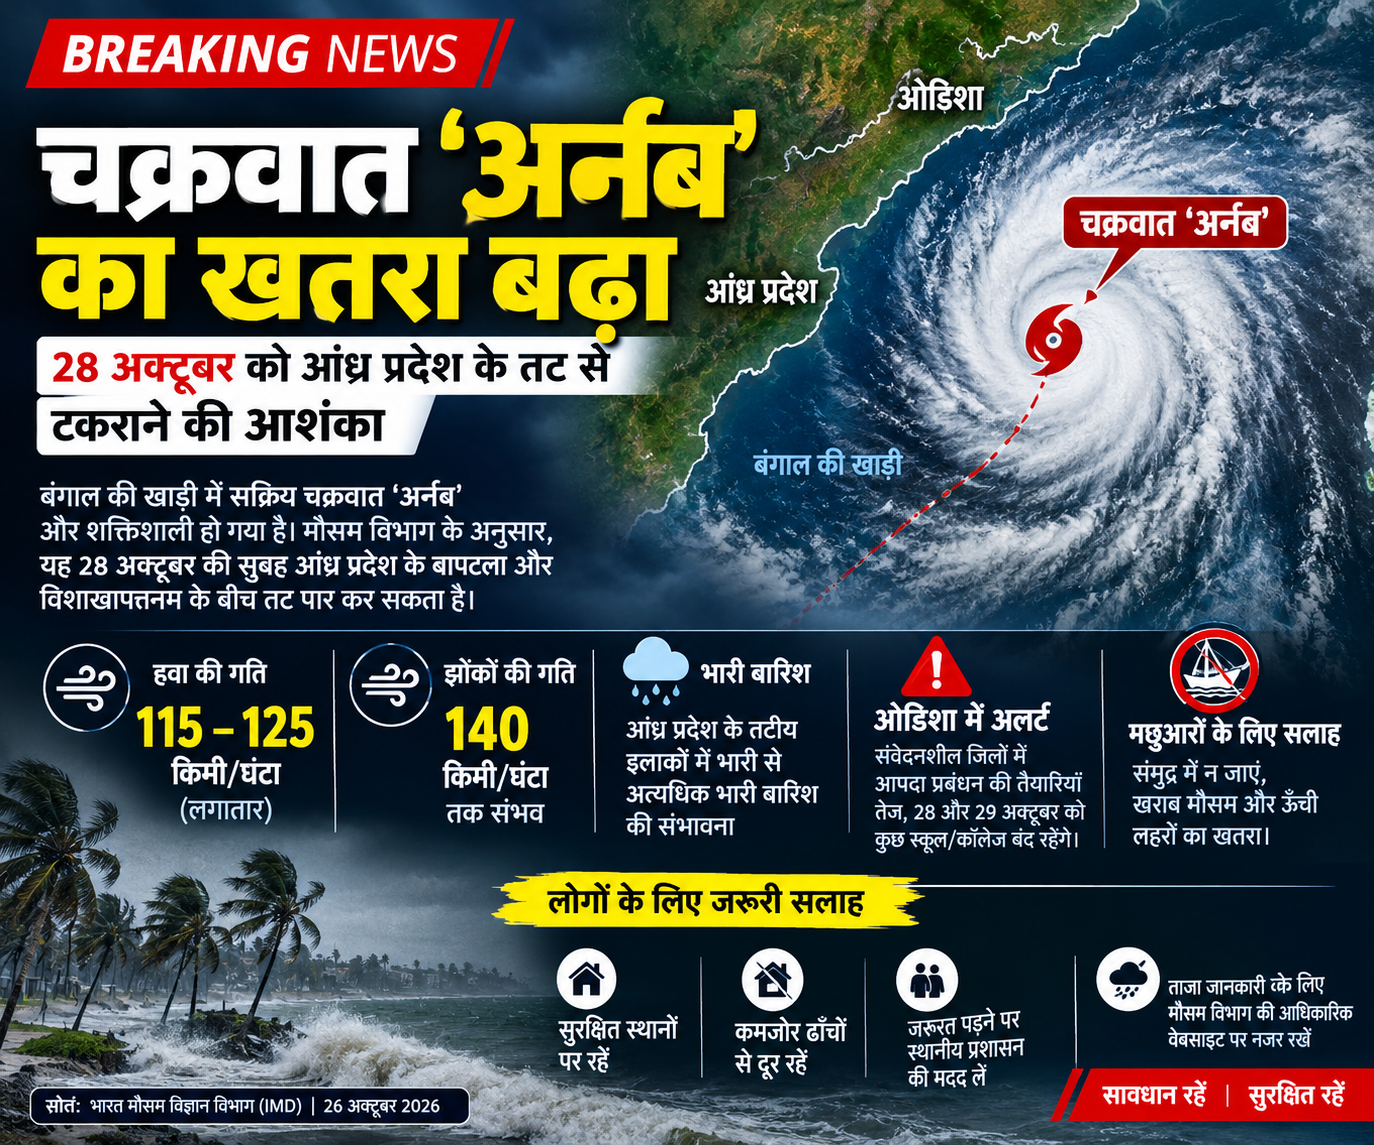 BREAKING NEWS
चक्रवात ‘अर्नब’
का खतरा बढ़ा
28 अक्टूबर को आंध्र प्रदेश के तट से
टकराने की आशंका
बंगाल की खाड़ी में सक्रिय चक्रवात ‘अर्नब’
और शक्तिशाली हो गया है। मौसम विभाग के अनुसार,
यह 28 अक्टूबर की सुबह आंध्र प्रदेश के बापटला और
विशाखापत्तनम के बीच तट पार कर सकता है।
ओडिशा
चक्रवात ‘अर्नब’
आंध्र प्रदेश
बंगाल की खाड़ी
हवा की गति
115 – 125
किमी/घंटा
(लगातार)
झोंकों की गति
140
किमी/घंटा
तक संभव
भारी बारिश
आंध्र प्रदेश के तटीय
इलाकों में भारी से
अत्यधिक भारी बारिश
की संभावना
ओडिशा में अलर्ट
संवेदनशील जिलों में
आपदा प्रबंधन की तैयारियां
तेज, 28 और 29 अक्टूबर को
कुछ स्कूल/कॉलेज बंद रहेंगे।
मछुआरों के लिए सलाह
संमुद्र में न जाएं,
खराब मौसम और ऊँची
लहरों का खतरा।
लोगों के लिए जरूरी सलाह
सुरक्षित स्थानों
पर रहें
कमजोर ढाँचों
से दूर रहें
जरूरत पड़ने पर
स्थानीय प्रशासन
की मदद लें
ताजा जानकारी के लिए
मौसम विभाग की आधिकारिक
वेबसाइट पर नजर रखें
सोतः भारत मौसम विज्ञान विभाग (IMD) | 26 अक्टूबर 2026
सावधान रहें | सुरक्षित रहें